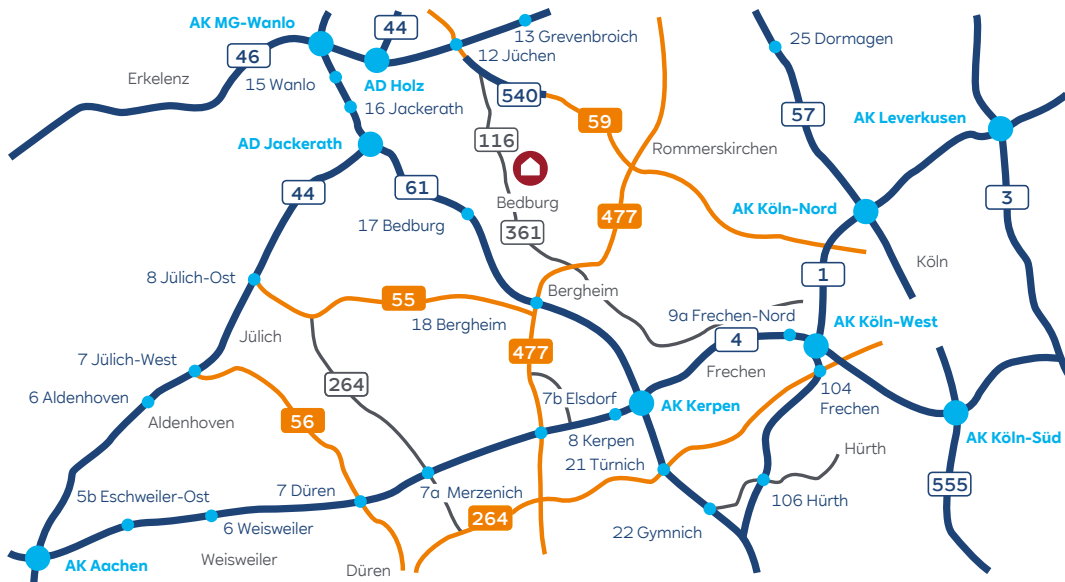 AK MG-Wanlo
44
13 Grevenbroich
12 Jüchen
25 Dormagen
46
AD Holz
Erkelenz
15 Wanlo
540
16 Jackerath
57
AK Leverkusen
59
AD Jackerath
116
Rommerskirchen
44
61
Bedburg
3
AK Köln-Nord
17 Bedburg
477
361
Köln
8 Jülich-Ost
1
Bergheim
55
18 Bergheim
9a Frechen-Nord
AK Köln-West
Jülich
4
477
7 Jülich-West
Frechen
264
104
Frechen
6 Aldenhoven
7b Elsdorf
AK Kerpen
Aldenhoven
56
8 Kerpen
AK Köln-Süd
Hürth
21 Türnich
555
5b Eschweiler-Ost
7 Düren
7a Merzenich
106 Hürth
264
6 Weisweiler
22 Gymnich
Weisweiler
AK Aachen
Düren